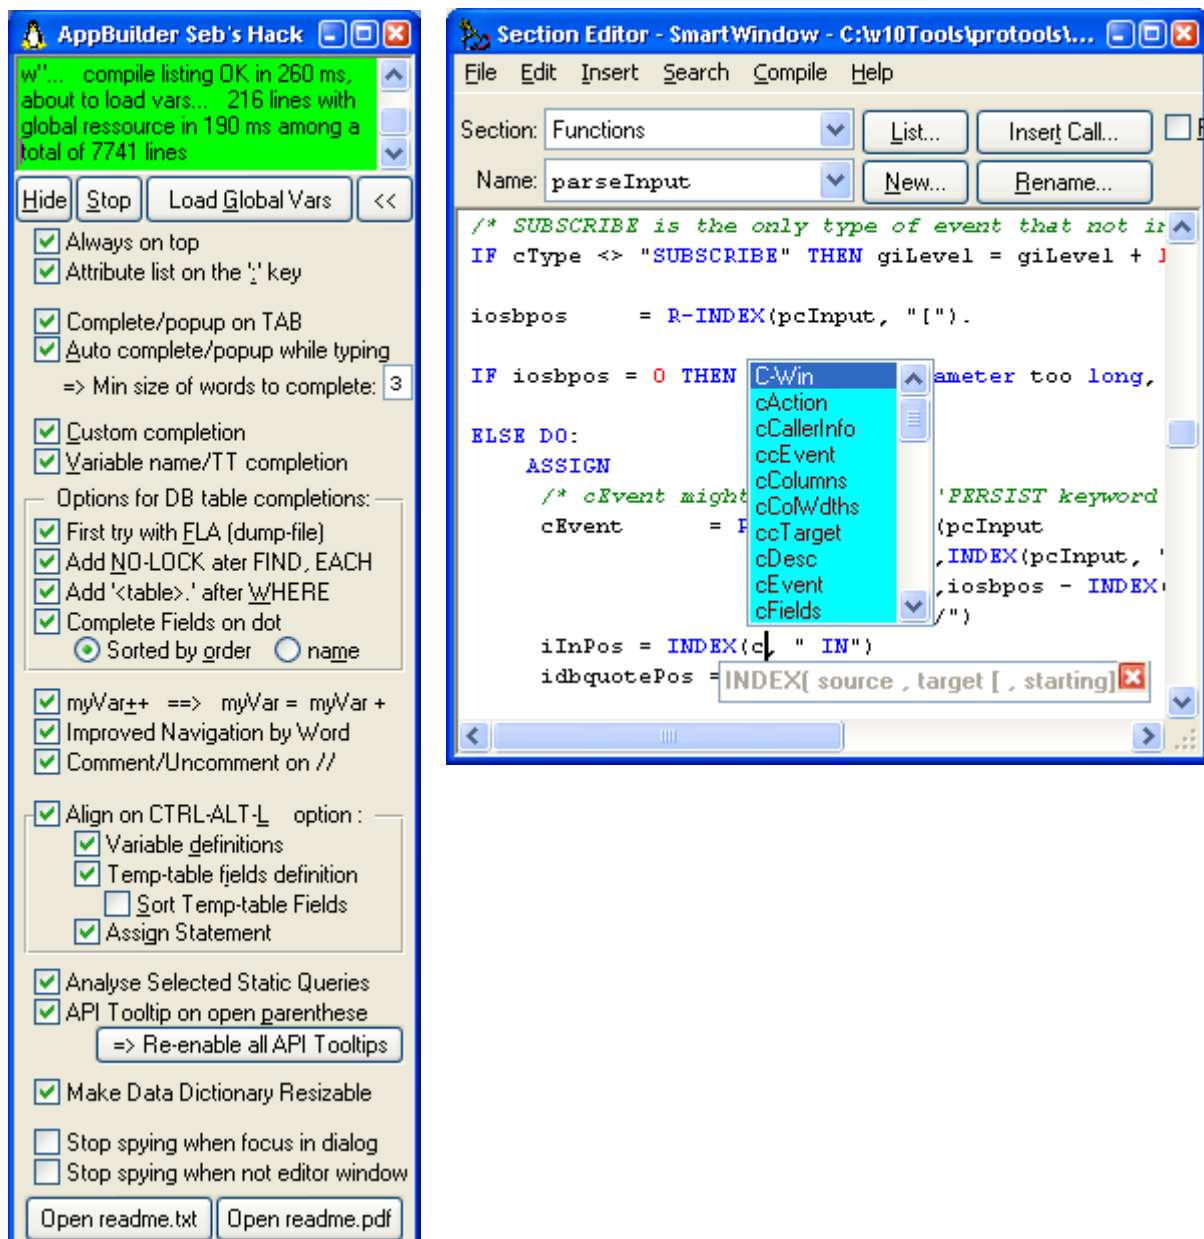 AppBuilder Seb's Hack
w''... compile listing OK in 260 ms,
about to load vars... 216 lines with
global ressource in 190 ms among a
total of 7741 lines
Hide Stop Load Global Vars <<
Always on top
Attribute list on the ':' key
Complete/popup on TAB
Auto complete/popup while typing
=> Min size of words to complete: 3
Custom completion
Variable name/TT completion
Options for DB table completions:
First try with FLA (dump-file)
Add NO-LOCK ater FIND, EACH
Add '<table>.' after WHERE
Complete Fields on dot
Sorted by order name
myVar++ ==> myVar = myVar +
Improved Navigation by Word
Comment/Uncomment on //
Align on CTRL-ALT-L option :
Variable definitions
Temp-table fields definition
Sort Temp-table Fields
Assign Statement
Analyse Selected Static Queries
API Tooltip on open parenthese
=> Re-enable all API Tooltips
Make Data Dictionary Resizable
Stop spying when focus in dialog
Stop spying when not editor window
Open readme.txt Open readme.pdf
Section Editor - SmartWindow - C:\w10Tools\protools\...
File Edit Insert Search Compile Help
Section: Functions List... Insert Call...
Name: parseInput New... Rename...
/* SUBSCRIBE is the only type of event that not
IF cType <> "SUBSCRIBE" THEN giLevel = giLevel + 1
iosbpos = R-INDEX(pcInput, "[").
IF iosbpos = 0 THEN ameter too long,
ELSE DO:
ASSIGN
/* cEvent might 'PERSIST keyword
cEvent = (pcInput
,INDEX(pcInput, '
,iosbpos - INDEX(
/")
iInPos = INDEX(c, " IN")
idbquotePos =
C-Win
cAction
cCallerInfo
ccEvent
cColumns
cColWdths
ccTarget
cDesc
cEvent
cFields
INDEX( source , target [ , starting]